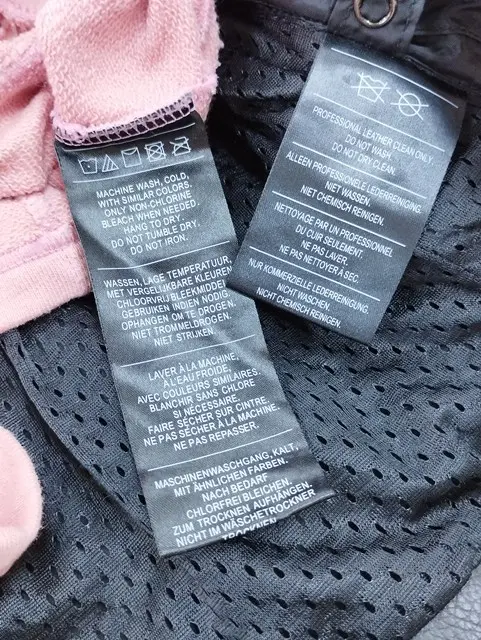 MACHINE WASH, COLD,
WITH SIMILAR COLORS.
ONLY NON-CHLORINE
BLEACH WHEN NEEDED.
HANG TO DRY.
DO NOT TUMBLE DRY.
DO NOT IRON.
WASSEN, LAGE TEMPERATUUR,
MET VERGELIJKBARE KLEUREN
CHLOORVRIJ BLEEKMIDDEL
GEBRUIKEN INDIEN NODIG.
OPHANGEN OM TE DROGEN.
NIET TROMMELDROGEN.
NIET STRIJKEN.
LAVER À LA MACHINE,
À L'EAU FROIDE,
AVEC COULEURS SIMILAIRES.
BLANCHIR SANS CHLORE
SI NÉCESSAIRE.
FAIRE SÉCHER SUR CINTRE.
NE PAS SÉCHER À LA MACHINE.
NE PAS REPASSER.
MASCHINENWASCHGANG, KALT,
MIT ÄHNLICHEN FARBEN.
NACH BEDARF
CHLORFREI BLEICHEN.
ZUM TROCKNEN AUFHÄNGEN.
NICHT IM WÄSCHETROCKNER
TROCKNEN.
PROFESSIONAL LEATHER CLEAN ONLY
DO NOT WASH.
DO NOT DRY CLEAN.
ALLEEN PROFESSIONELE LEDERREINIGING.
NIET WASSEN.
NIET CHEMISCH REINIGEN.
NETTOYAGE PAR UN PROFESSIONNEL
DU CUIR SEULEMENT.
NE PAS LAVER.
NE PAS NETTOYER À SEC.
NUR KOMMERZIELLE LEDERREINIGUNG.
NICHT WASCHEN.
NICHT CHEMISCH REINIGEN.